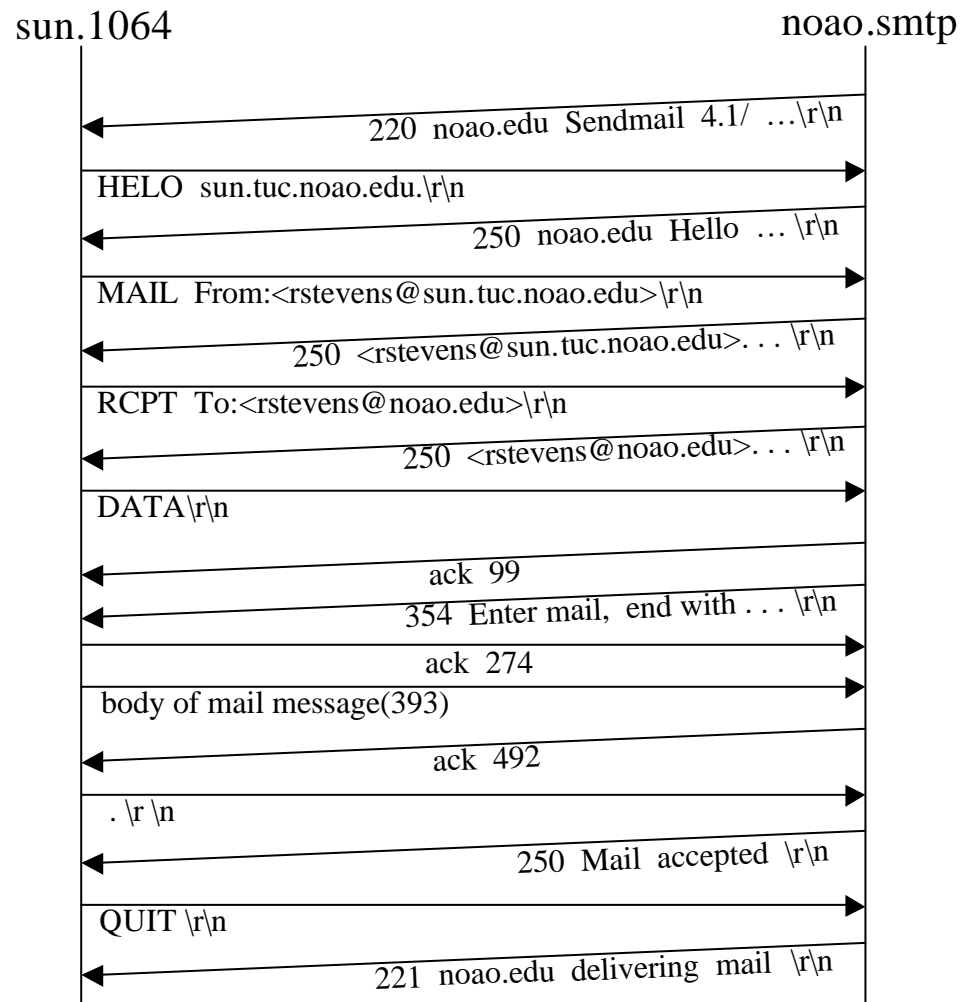 sun.1064
noao.smtp
220 noao.edu Sendmail 4.1/ …\r\n
HELO sun.tuc.noao.edu.\r\n
250 noao.edu Hello … \r\n
MAIL From:<rstevens@sun.tuc.noao.edu>\r\n
250 <rstevens@sun.tuc.noao.edu>. . . \r\n
RCPT To:<rstevens@noao.edu>\r\n
250 <rstevens@noao.edu>. . . \r\n
DATA\r\n
ack 99
354 Enter mail, end with . . . \r\n
ack 274
body of mail message(393)
ack 492
. \r \n
250 Mail accepted \r\n
QUIT \r\n
221 noao.edu delivering mail \r\n